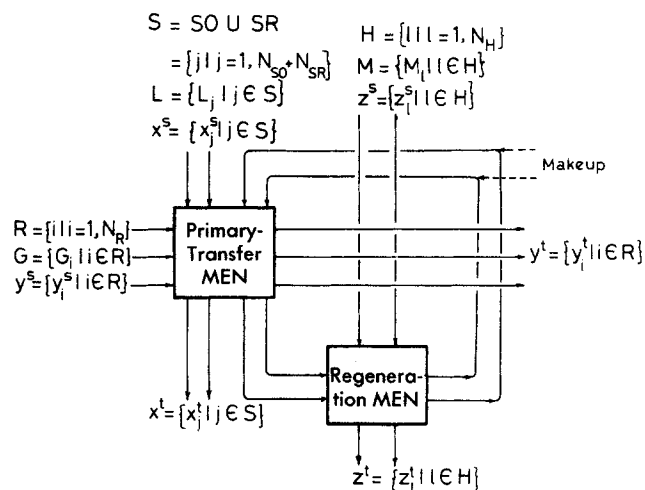 S = SO U SR
= {j | j = 1, N_SO + N_SR}
L = {L_j | j ∈ S}
x^s = {x_j^s | j ∈ S}
H = {l | l = 1, N_H}
M = {M_l | l ∈ H}
z^s = {z_l^s | l ∈ H}
Makeup
R = {i | i = 1, N_R}
G = {G_i | i ∈ R}
y^s = {y_i^s | i ∈ R}
Primary-
Transfer
MEN
y^t = {y_i^t | i ∈ R}
Regenera-
tion MEN
x^t = {x_j^t | j ∈ S}
z^t = {z_l^t | l ∈ H}